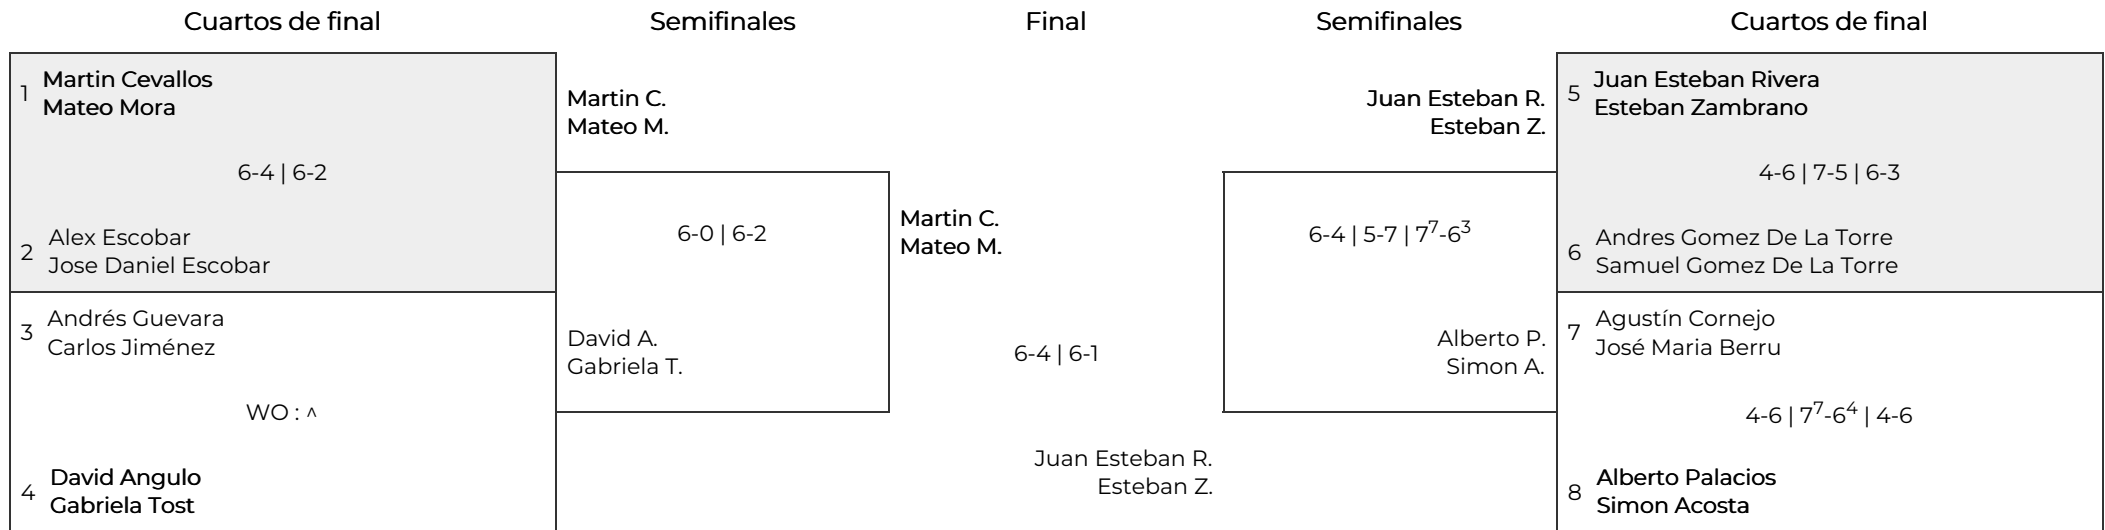 Cuartos de final
Semifinales
Final
Semifinales
Cuartos de final
1
Martin Cevallos
Mateo Mora
6-4 | 6-2
2
Alex Escobar
Jose Daniel Escobar
3
Andrés Guevara
Carlos Jiménez
WO : ^
4
David Angulo
Gabriela Tost
Martin C.
Mateo M.
6-0 | 6-2
David A.
Gabriela T.
Martin C.
Mateo M.
6-4 | 6-1
Juan Esteban R.
Esteban Z.
Juan Esteban R.
Esteban Z.
6-4 | 5-7 | 7⁷-6³
Alberto P.
Simon A.
5
Juan Esteban Rivera
Esteban Zambrano
4-6 | 7-5 | 6-3
6
Andres Gomez De La Torre
Samuel Gomez De La Torre
7
Agustín Cornejo
José Maria Berru
4-6 | 7⁷-6⁴ | 4-6
8
Alberto Palacios
Simon Acosta